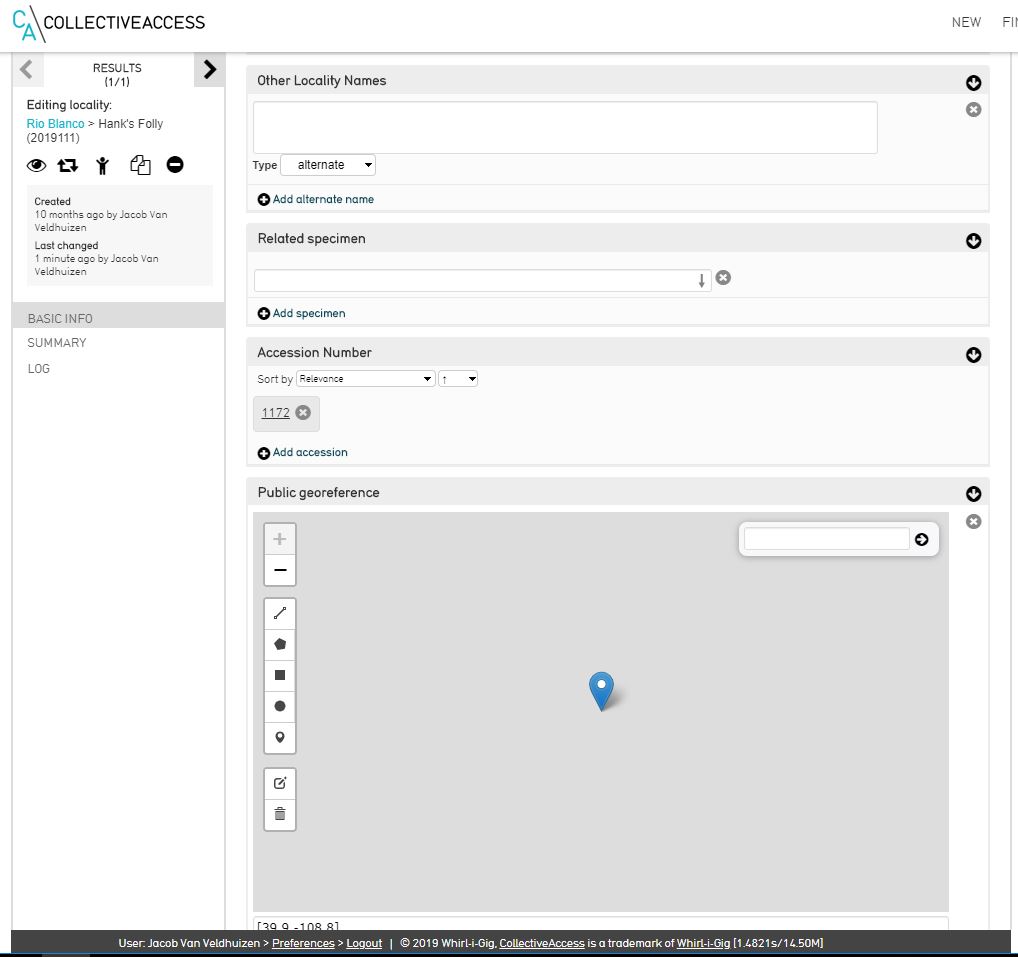 CA COLLECTIVEACCESS
NEW FIN
RESULTS
(1/1)
Editing locality:
Rio Blanco > Hank's Folly
(2019111)
Created
10 months ago by Jacob Van
Veldhuizen
Last changed
1 minute ago by Jacob Van
Veldhuizen
BASIC INFO
SUMMARY
LOG
Other Locality Names
Type alternate
Add alternate name
Related specimen
Add specimen
Accession Number
Sort by Relevance ↑
1172
Add accession
Public georeference
+
−
[39.9,-108.8]
User: Jacob Van Veldhuizen > Preferences > Logout | © 2019 Whirl-i-Gig, CollectiveAccess is a trademark of Whirl-i-Gig [1.4821s/14.50M]